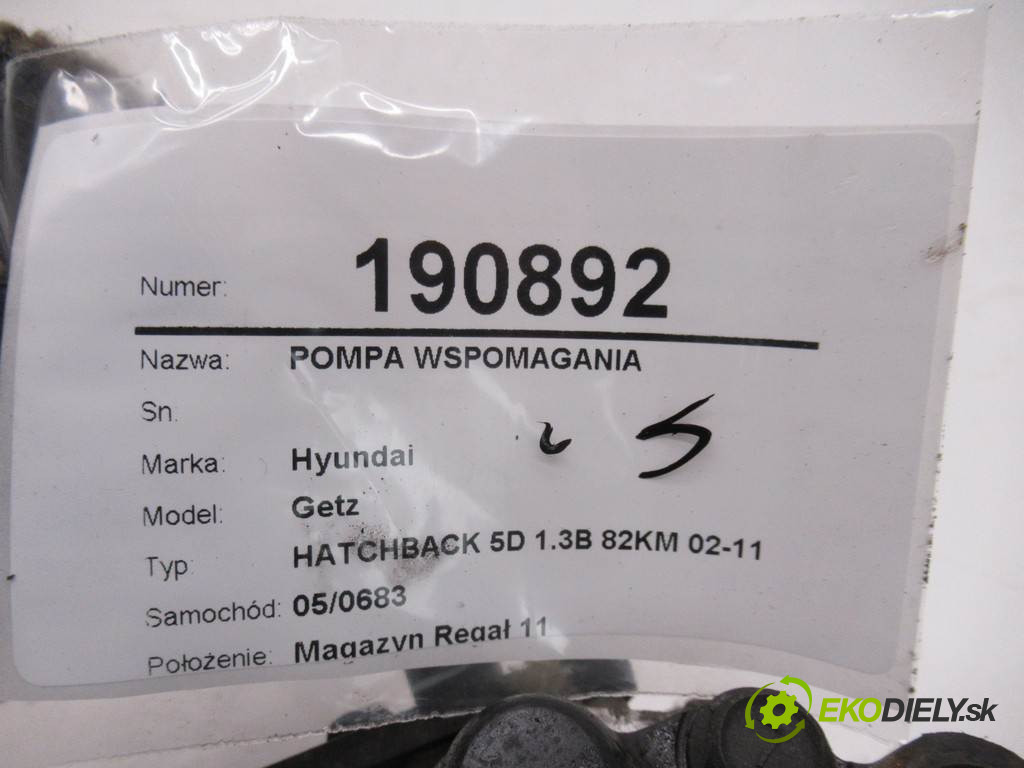 Numer: 190892
Nazwa: POMPA WSPOMAGANIA
Sn.
Marka: Hyundai
Model: Getz
Typ: HATCHBACK 5D 1.3B 82KM 02-11
Samochód: 05/0683
Położenie: Magazyn Regał 11
EKODIELY.sk